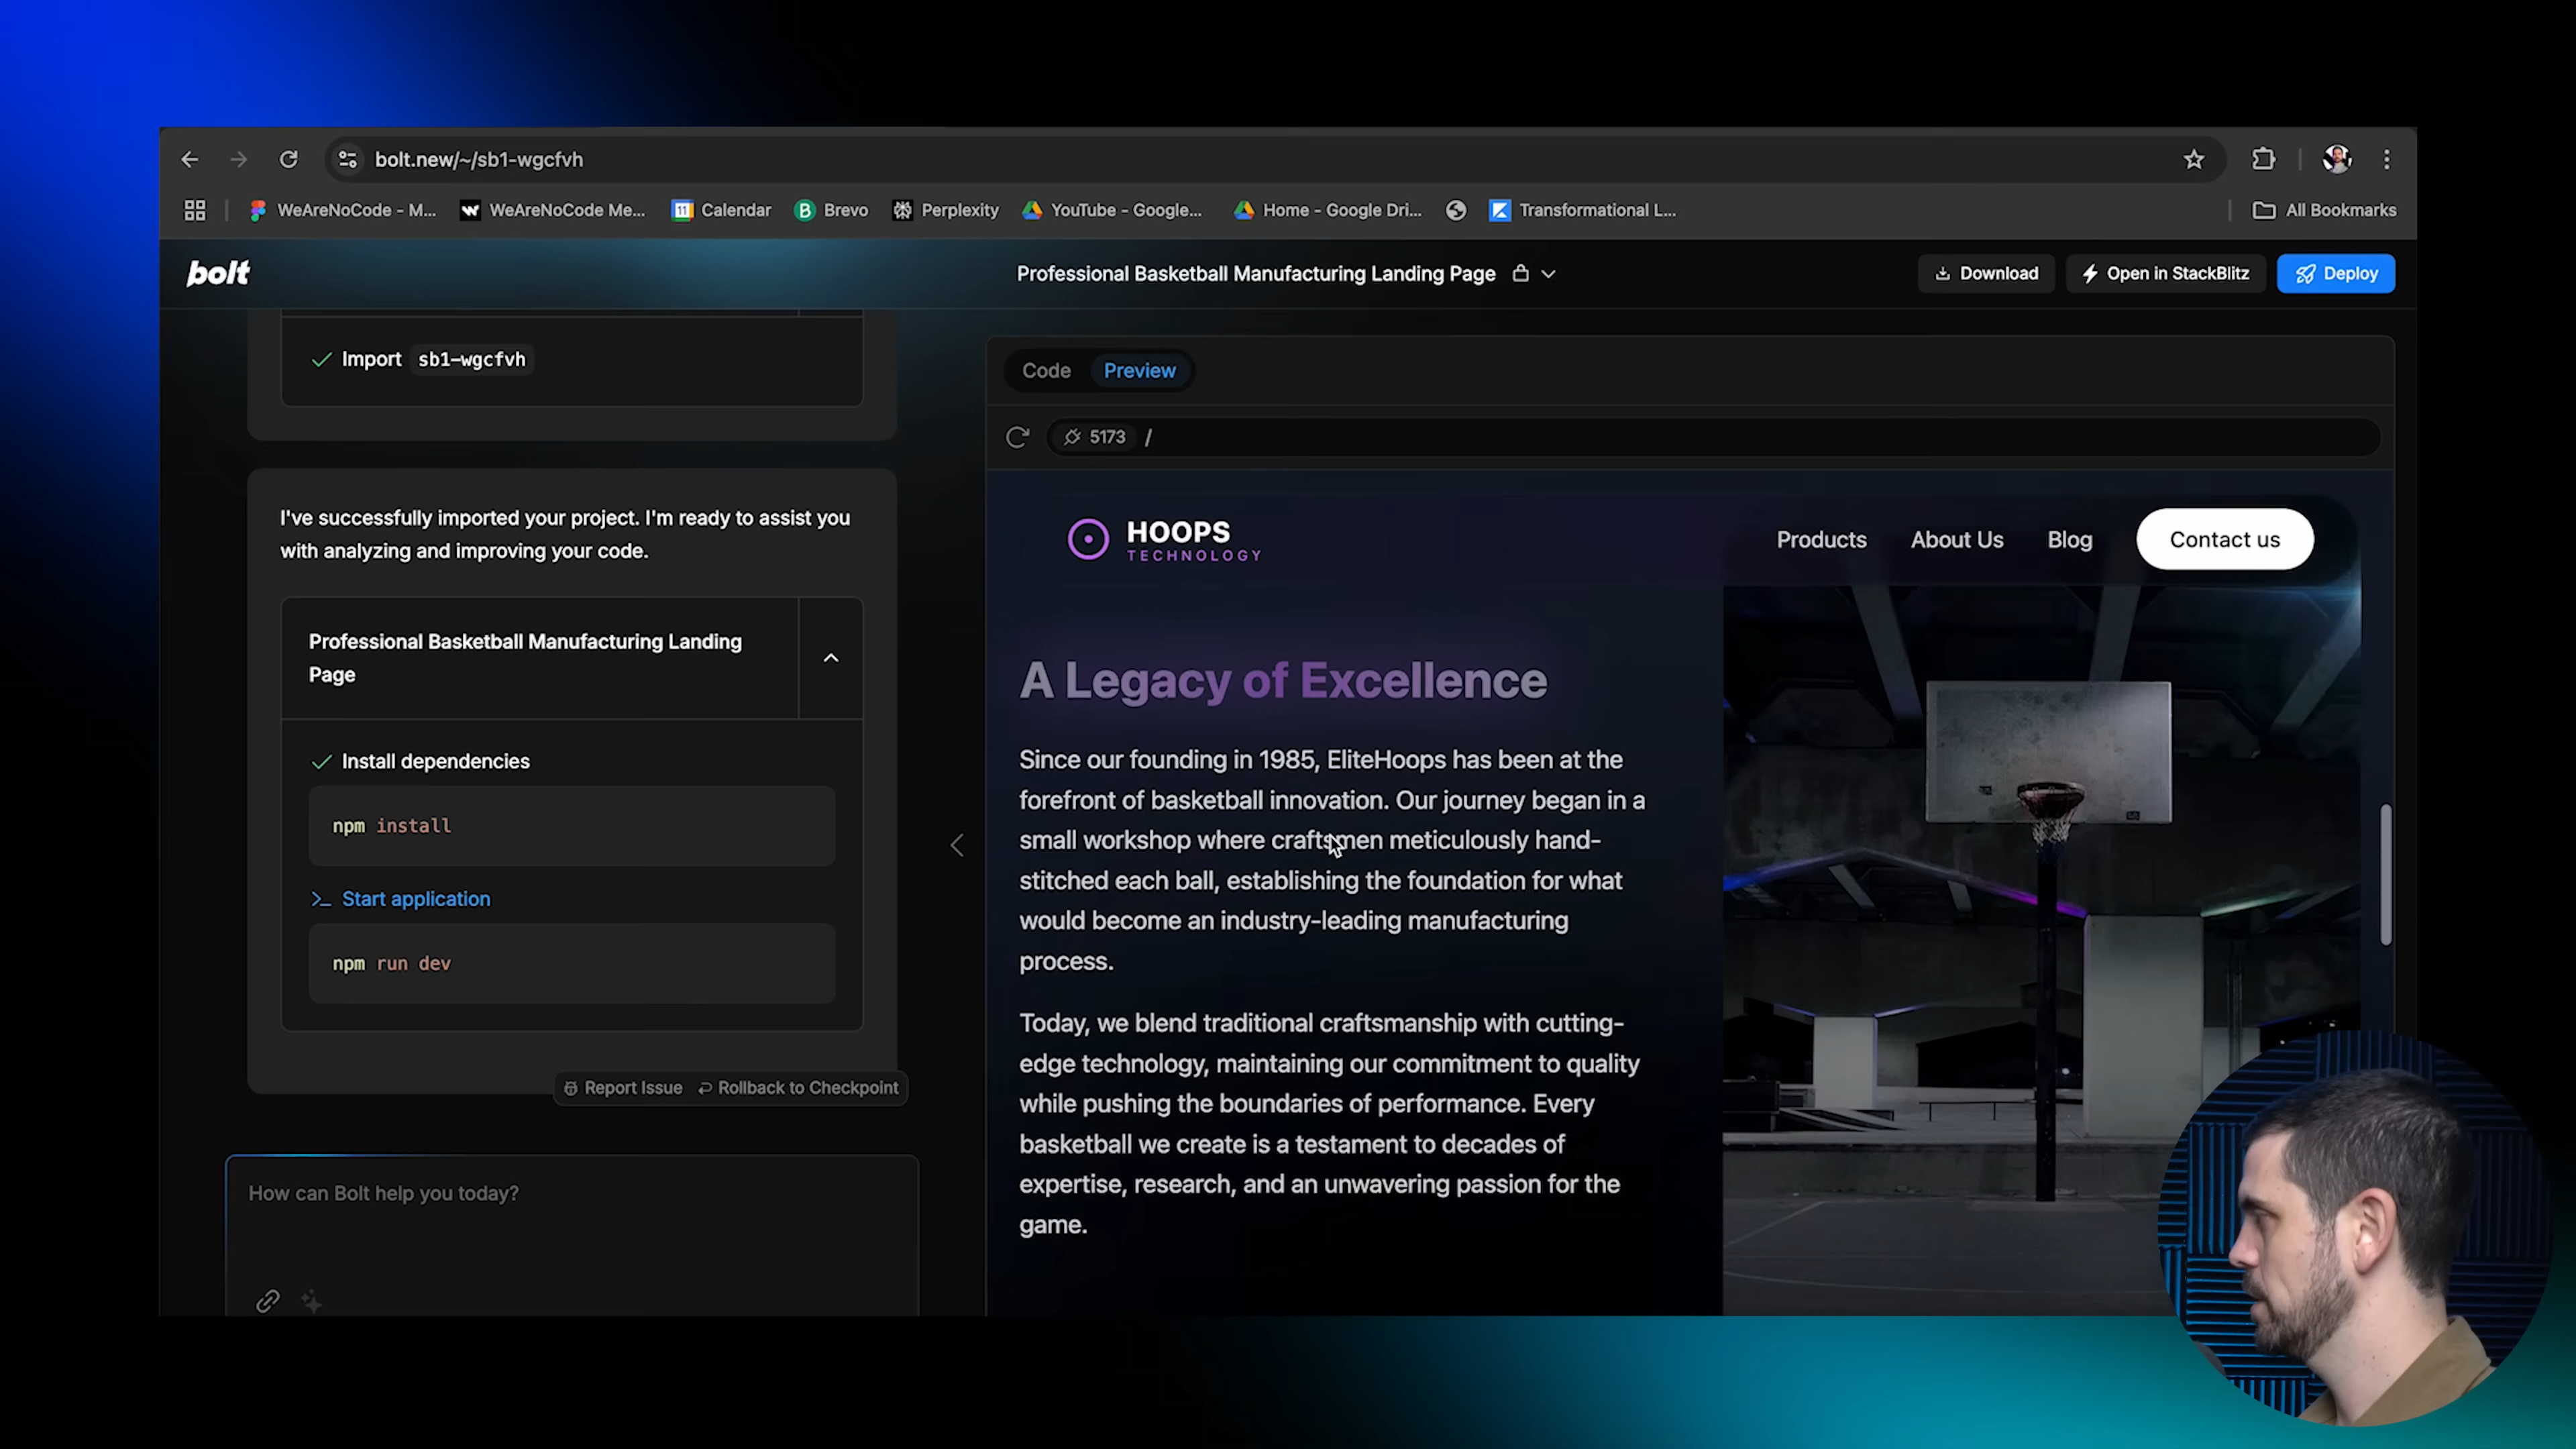 bolt.new/~/sb1-wgcfvh
WeAreNoCode - M...
WeAreNoCode Me...
11
Calendar
B
Brevo
Perplexity
YouTube - Google...
Home - Google Dri...
Transformational L...
All Bookmarks
bolt
Professional Basketball Manufacturing Landing Page
Download
Open in StackBlitz
Deploy
Import sb1-wgcfvh
I've successfully imported your project. I'm ready to assist you
with analyzing and improving your code.
Professional Basketball Manufacturing Landing
Page
Install dependencies
npm install
Start application
npm run dev
Report Issue
Rollback to Checkpoint
How can Bolt help you today?
Code
Preview
5173 /
HOOPS
TECHNOLOGY
Products
About Us
Blog
Contact us
A Legacy of Excellence
Since our founding in 1985, EliteHoops has been at the
forefront of basketball innovation. Our journey began in a
small workshop where craftsmen meticulously hand-
stitched each ball, establishing the foundation for what
would become an industry-leading manufacturing
process.
Today, we blend traditional craftsmanship with cutting-
edge technology, maintaining our commitment to quality
while pushing the boundaries of performance. Every
basketball we create is a testament to decades of
expertise, research, and an unwavering passion for the
game.